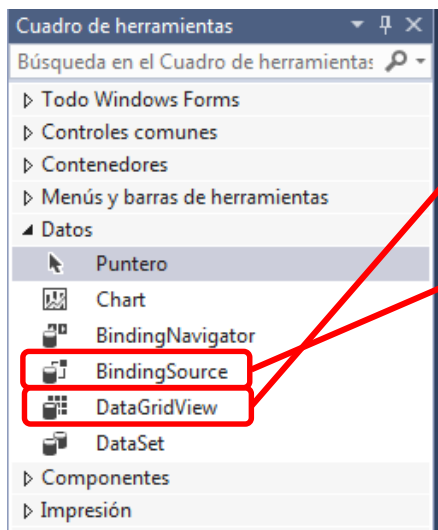 Cuadro de herramientas
Búsqueda en el Cuadro de herramientas
Todo Windows Forms
Controles comunes
Contenedores
Menús y barras de herramientas
Datos
Puntero
Chart
BindingNavigator
BindingSource
DataGridView
DataSet
Componentes
Impresión